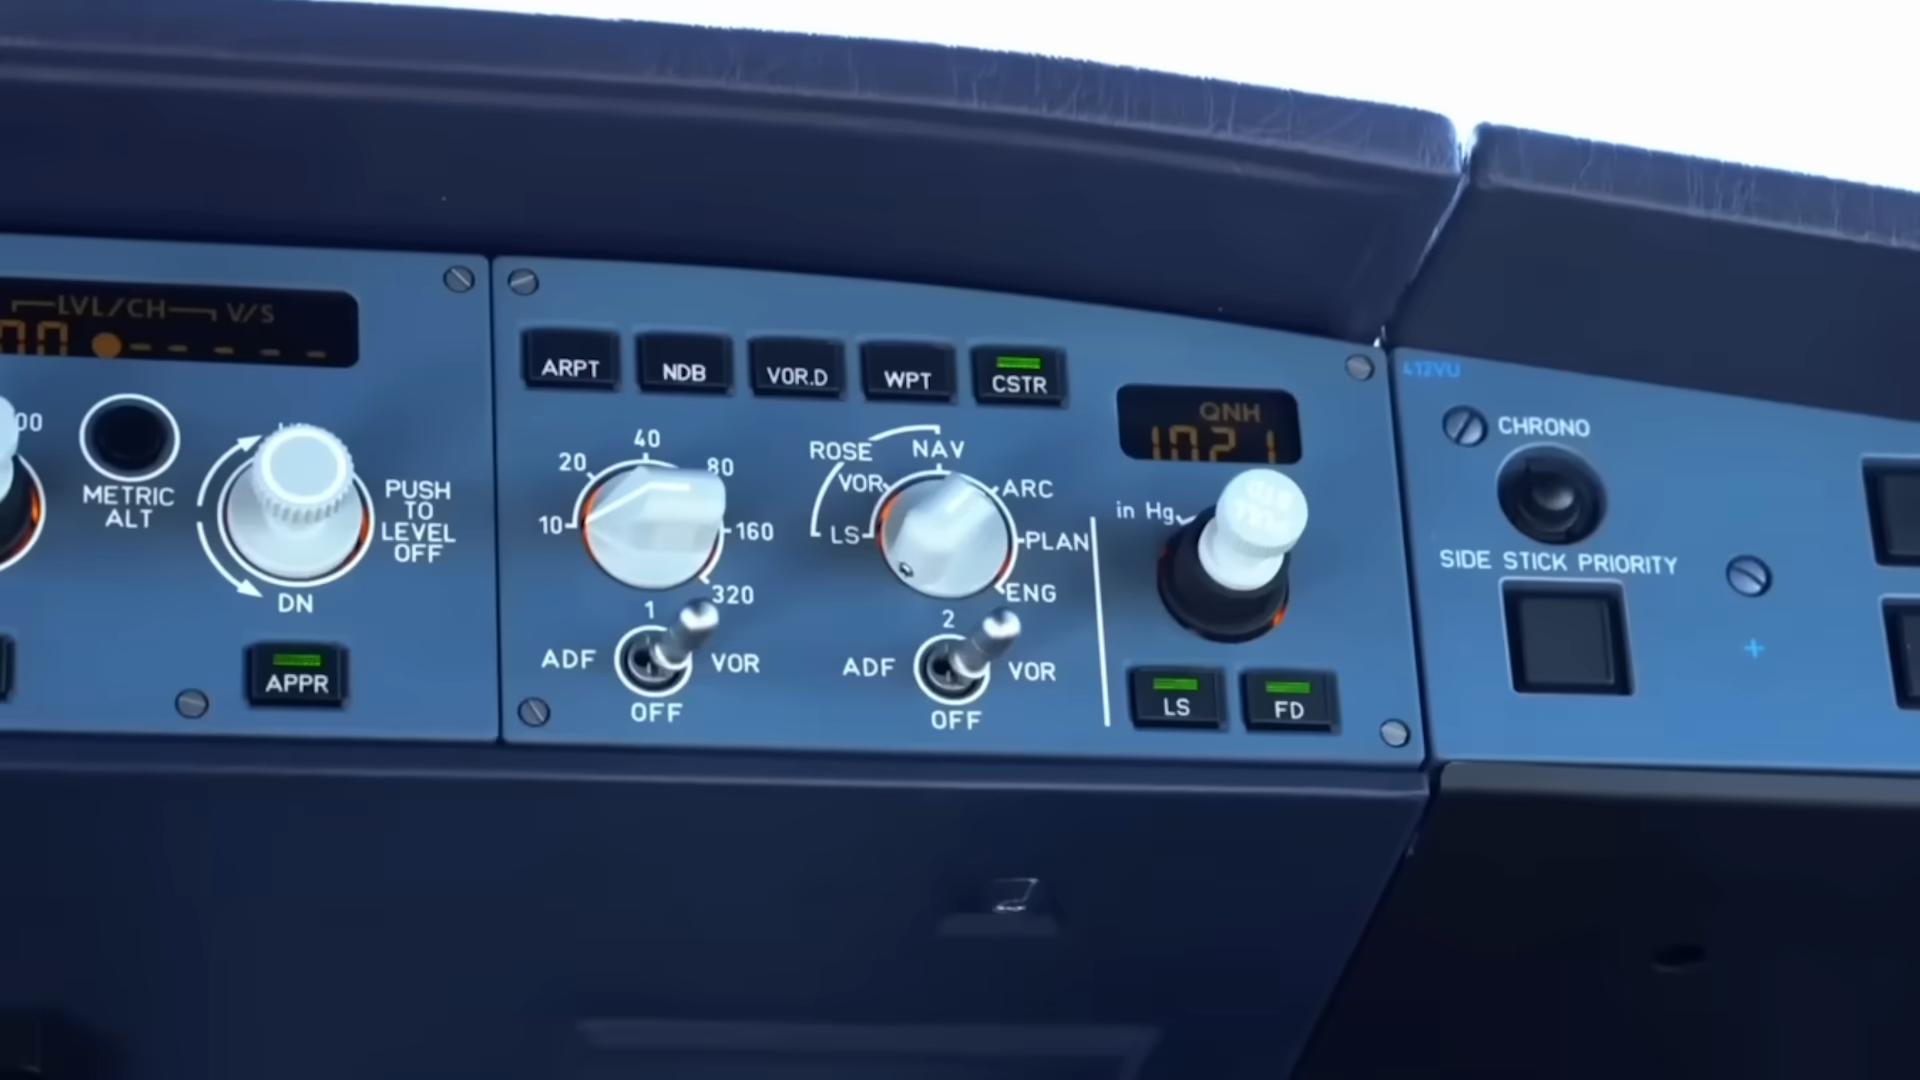 LVL/CH V/S
METRIC
ALT
PUSH
TO
LEVEL
OFF
DN
APPR
ARPT
NDB
VOR.D
WPT
CSTR
10
20
40
80
160
320
ROSE
LS
VOR
NAV
ARC
PLAN
ENG
1
ADF
VOR
OFF
2
ADF
VOR
OFF
QNH
1021
in Hg
LS
FD
412VU
CHRONO
SIDE STICK PRIORITY